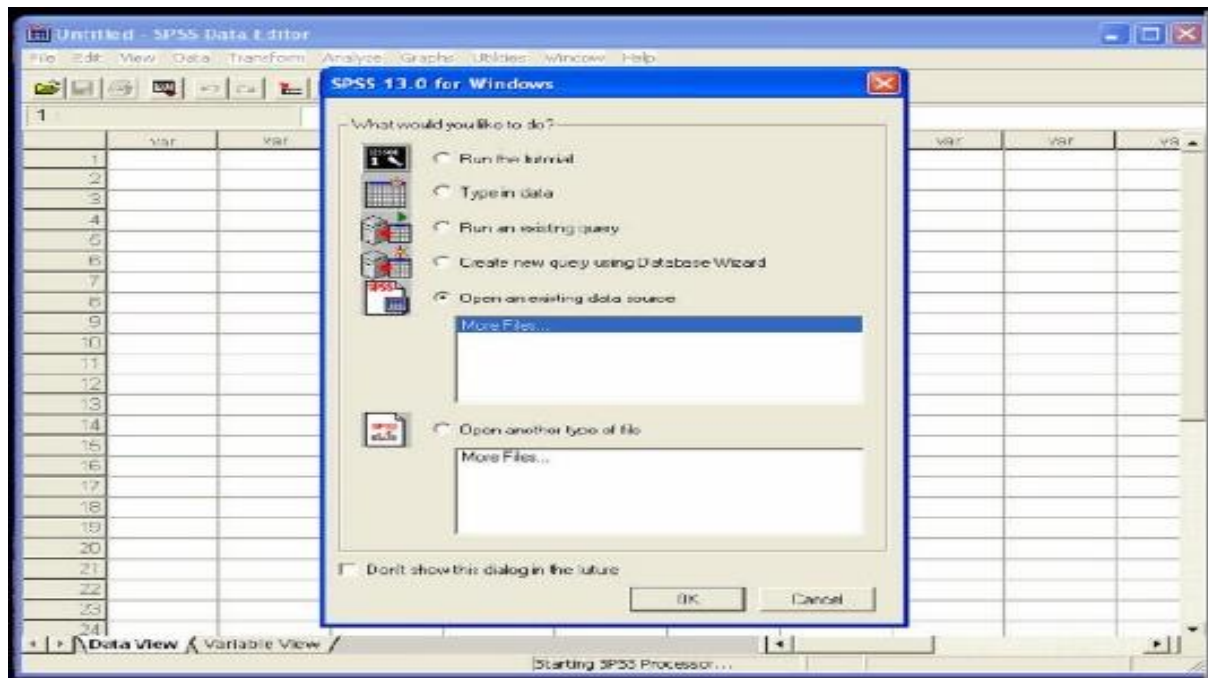 Untitled - SPSS Data Editor
File Edit View Data Transform Analyze Graphs Utilities Window Help
1 :
var var var var va
1
2
3
4
5
6
7
8
9
10
11
12
13
14
15
16
17
18
19
20
21
22
23
24
SPSS 13.0 for Windows
What would you like to do?
Run the tutorial
Type in data
Run an existing query
Create new query using Database Wizard
Open an existing data source
More Files...
Open another type of file
More Files...
Don't show this dialog in the future
OK Cancel
Data View Variable View
Starting SPSS Processor...